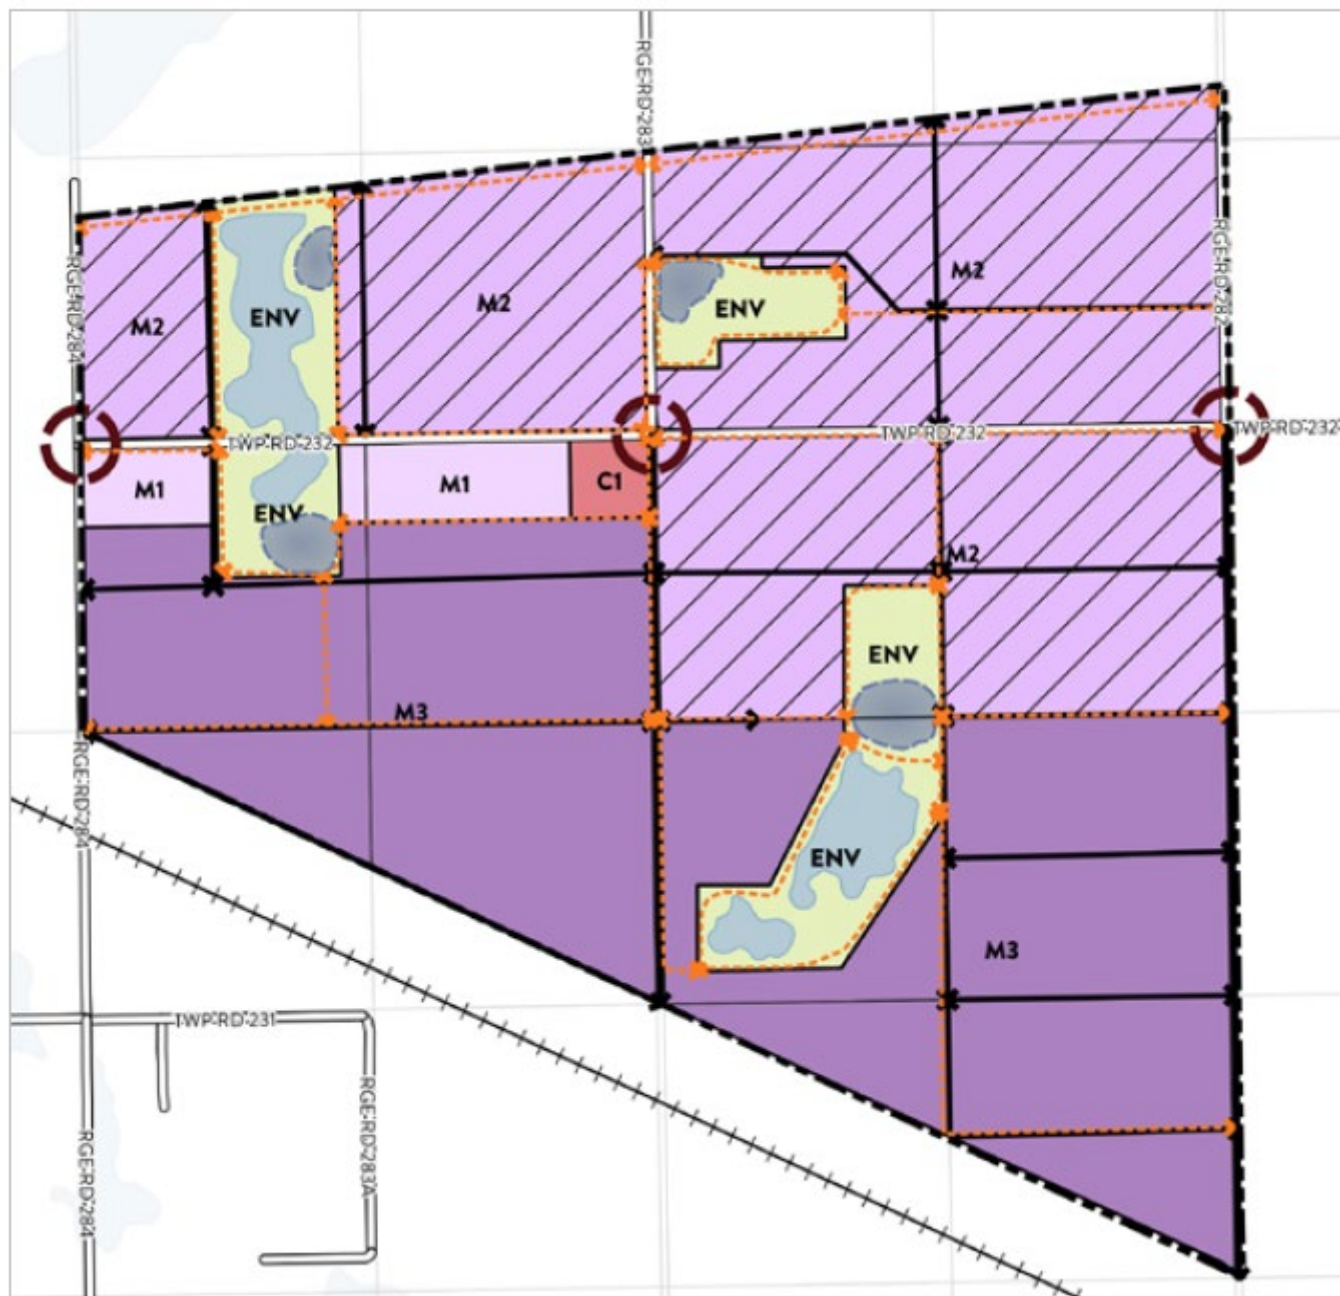 RGE-RD-283
RGE-RD-284
RGE-RD-282
M2
M2
M2
ENV
ENV
TWP-RD-232
TWP-RD-232
TWP-RD-232
M1
M1
C1
ENV
M2
ENV
M3
RGE-RD-284
ENV
M3
TWP-RD-231
RGE-RD-283A
RGE-RD-284